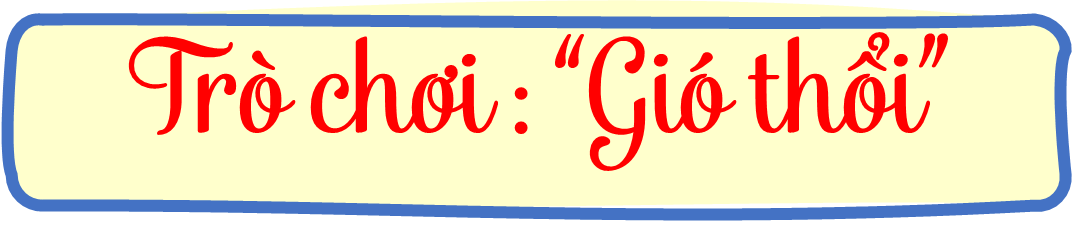 Trò chơi : “Gió thổi”